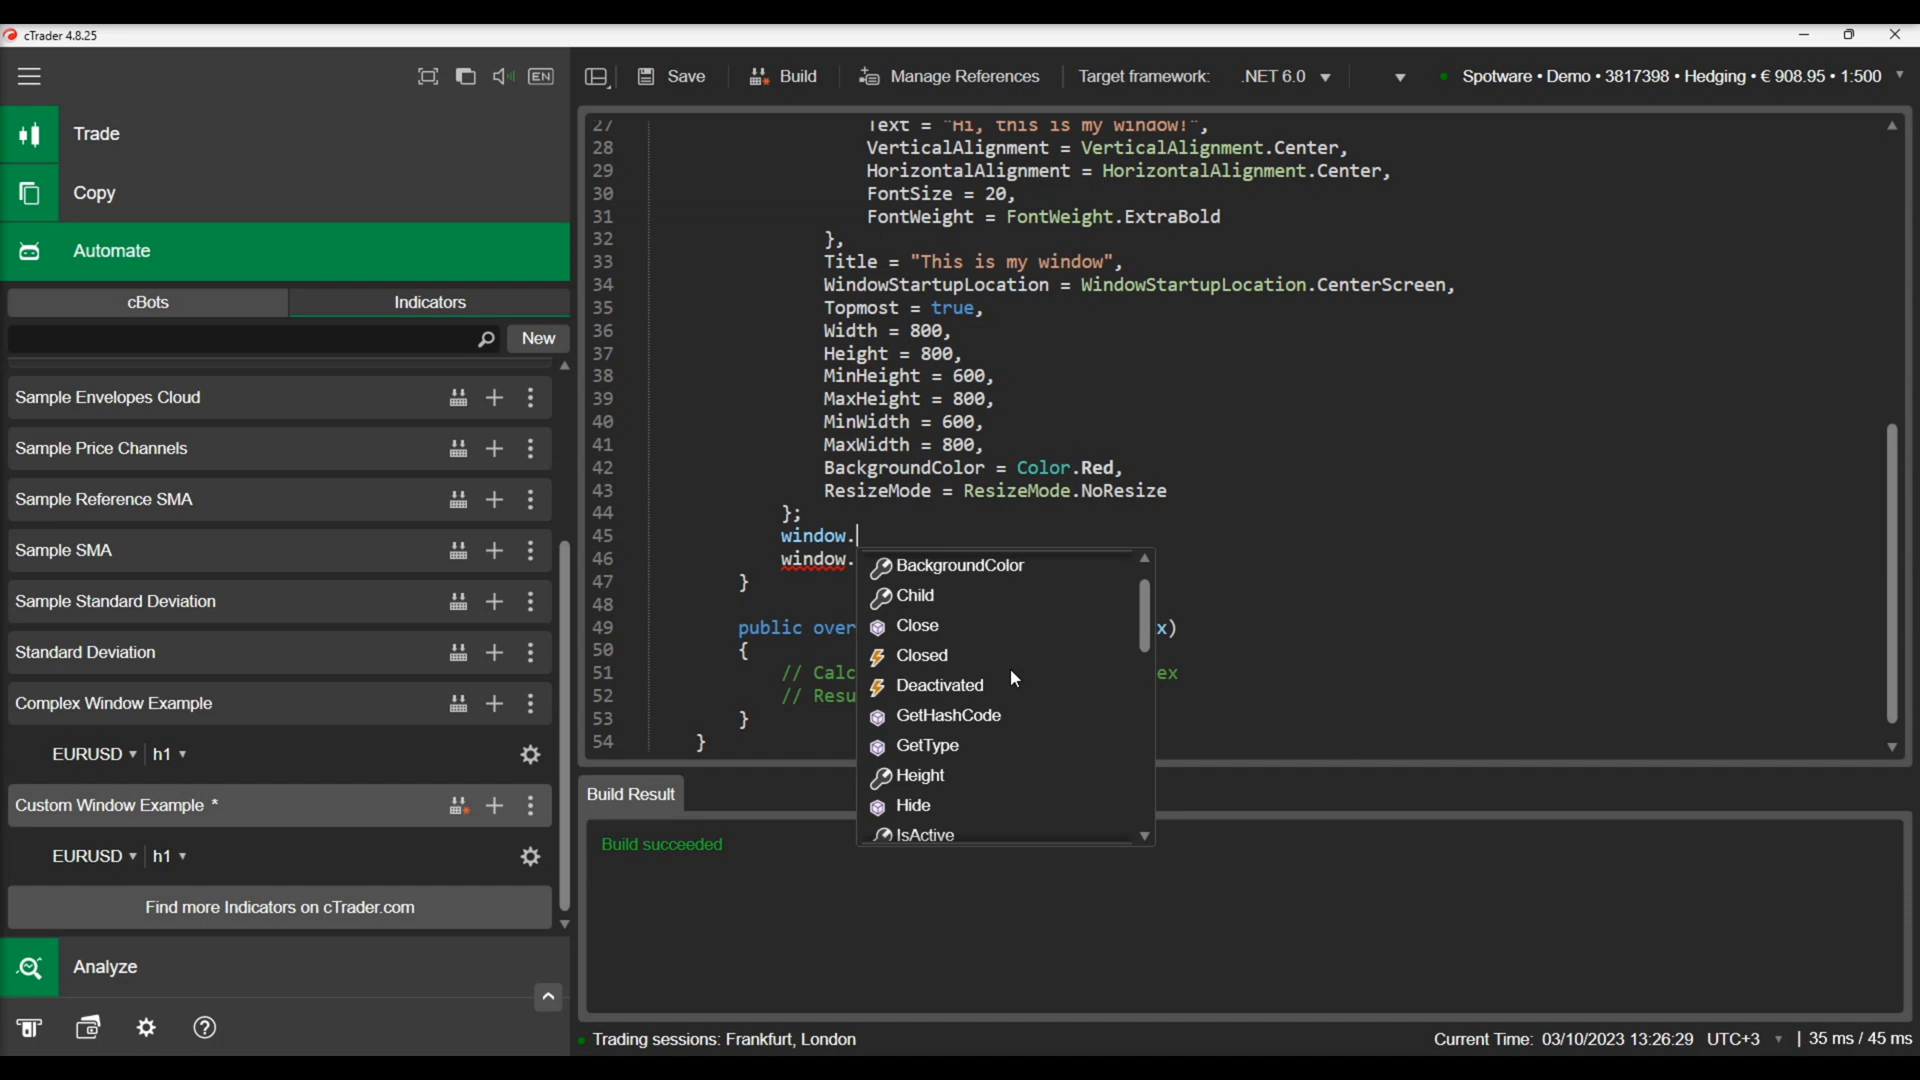 cTrader 4.8.25
EN
Save
Build
Manage References
Target framework:
.NET 6.0
Spotware • Demo • 3817398 • Hedging • € 908.95 • 1:500
Trade
Copy
Automate
cBots
Indicators
New
Sample Envelopes Cloud
Sample Price Channels
Sample Reference SMA
Sample SMA
Sample Standard Deviation
Standard Deviation
Complex Window Example
EURUSD h1
Custom Window Example *
EURUSD h1
Find more Indicators on cTrader.com
Analyze
27 Text = "Hi, this is my window!",
28 VerticalAlignment = VerticalAlignment.Center,
29 HorizontalAlignment = HorizontalAlignment.Center,
30 FontSize = 20,
31 FontWeight = FontWeight.ExtraBold
32 },
33 Title = "This is my window",
34 WindowStartupLocation = WindowStartupLocation.CenterScreen,
35 Topmost = true,
36 Width = 800,
37 Height = 800,
38 MinHeight = 600,
39 MaxHeight = 800,
40 MinWidth = 600,
41 MaxWidth = 800,
42 BackgroundColor = Color.Red,
43 ResizeMode = ResizeMode.NoResize
44 };
45 window.
46 window.
47 }
48
49 public over x)
50 {
51 // Calc ex
52 // Resu
53 }
54 }
BackgroundColor
Child
Close
Closed
Deactivated
GetHashCode
GetType
Height
Hide
IsActive
Build Result
Build succeeded
Trading sessions: Frankfurt, London
Current Time: 03/10/2023 13:26:29 UTC+3 | 35 ms / 45 ms